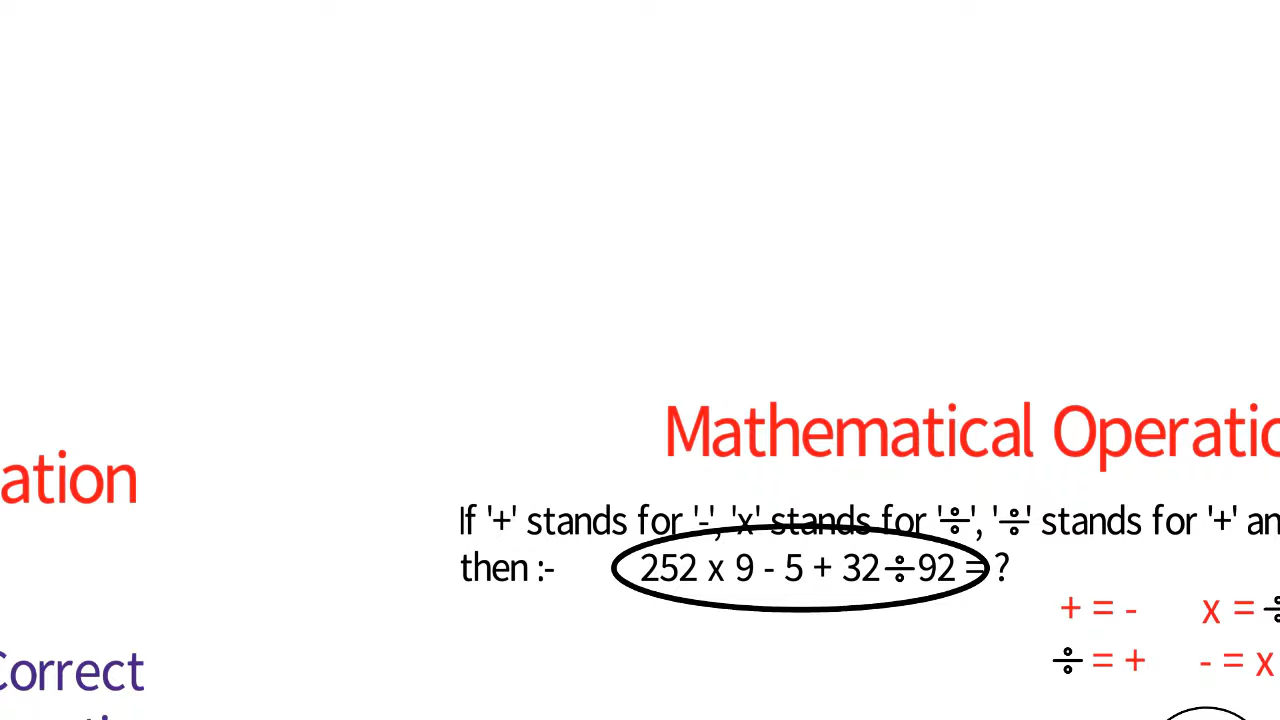 Mathematical Operatio
ation
If '+' stands for '-', 'x' stands for '÷', '÷' stands for '+' an
then :- 252 x 9 - 5 + 32÷92 = ?
+ = - x = ÷
÷ = + - = x
Correct